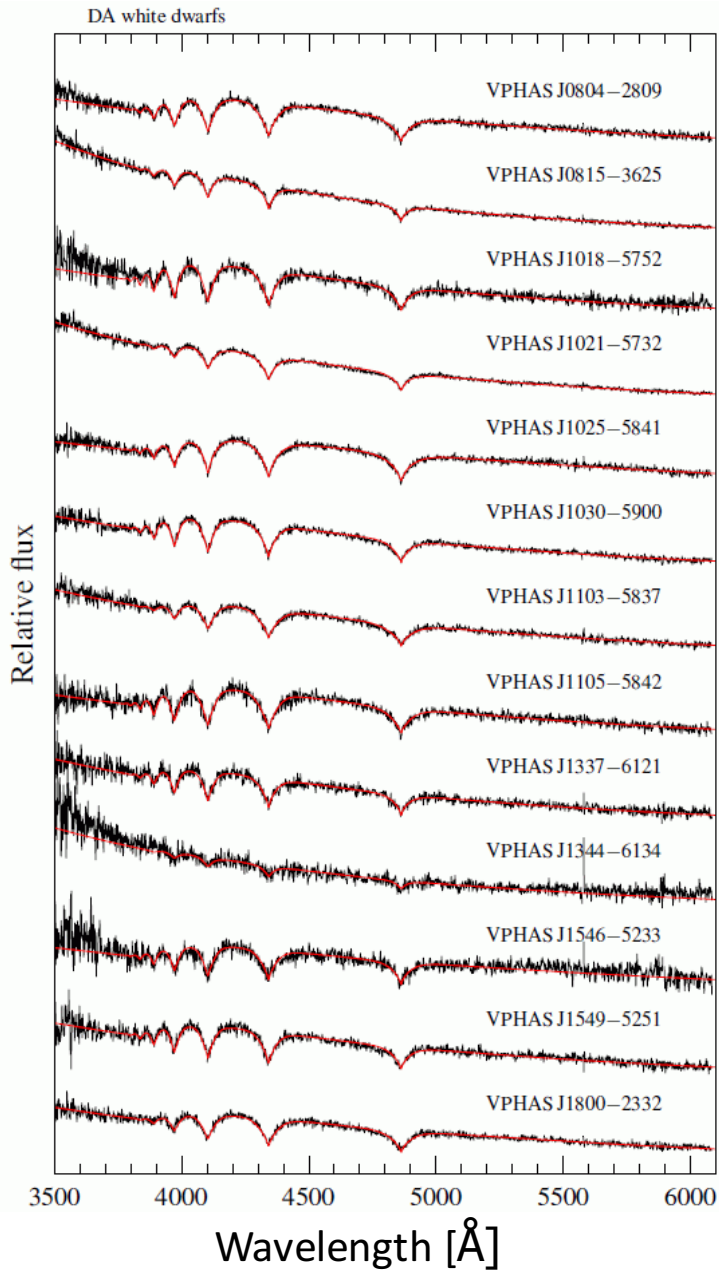 DA white dwarfs
VPHAS J0804−2809
VPHAS J0815−3625
VPHAS J1018−5752
VPHAS J1021−5732
VPHAS J1025−5841
VPHAS J1030−5900
VPHAS J1103−5837
VPHAS J1105−5842
VPHAS J1337−6121
VPHAS J1344−6134
VPHAS J1546−5233
VPHAS J1549−5251
VPHAS J1800−2332
Relative flux
3500 4000 4500 5000 5500 6000
Wavelength [Å]